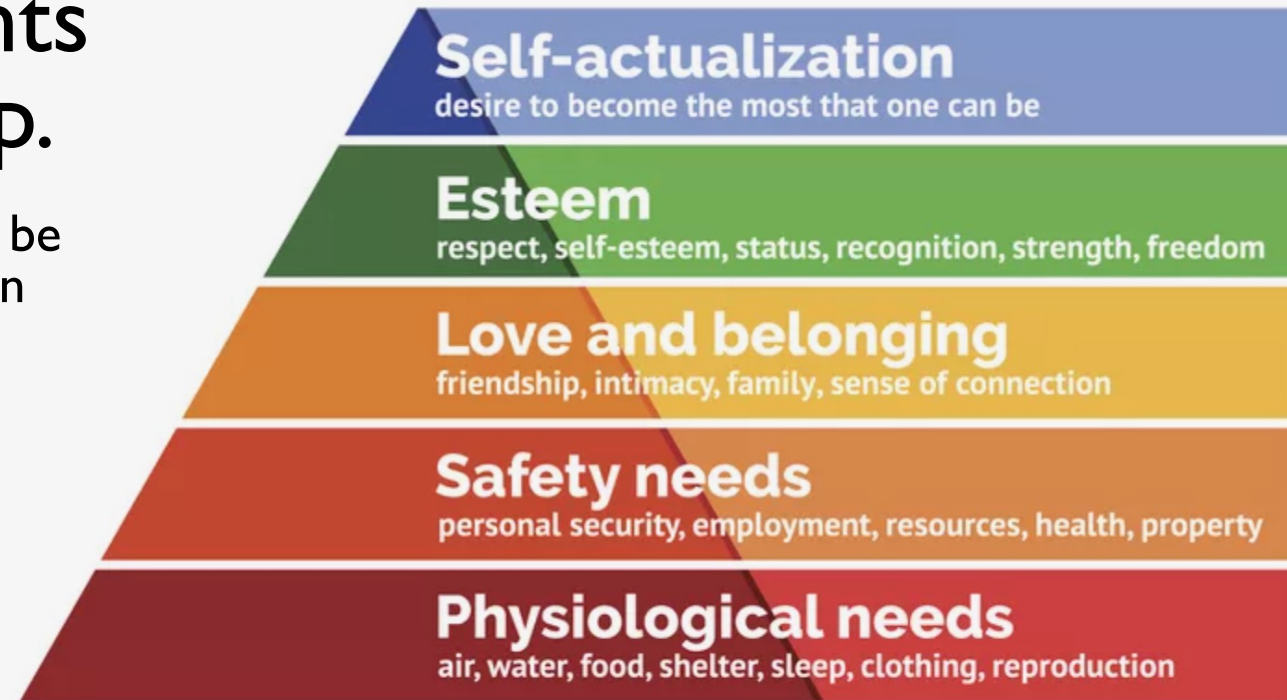 nts
p.
be
n
Self-actualization
desire to become the most that one can be
Esteem
respect, self-esteem, status, recognition, strength, freedom
Love and belonging
friendship, intimacy, family, sense of connection
Safety needs
personal security, employment, resources, health, property
Physiological needs
air, water, food, shelter, sleep, clothing, reproduction